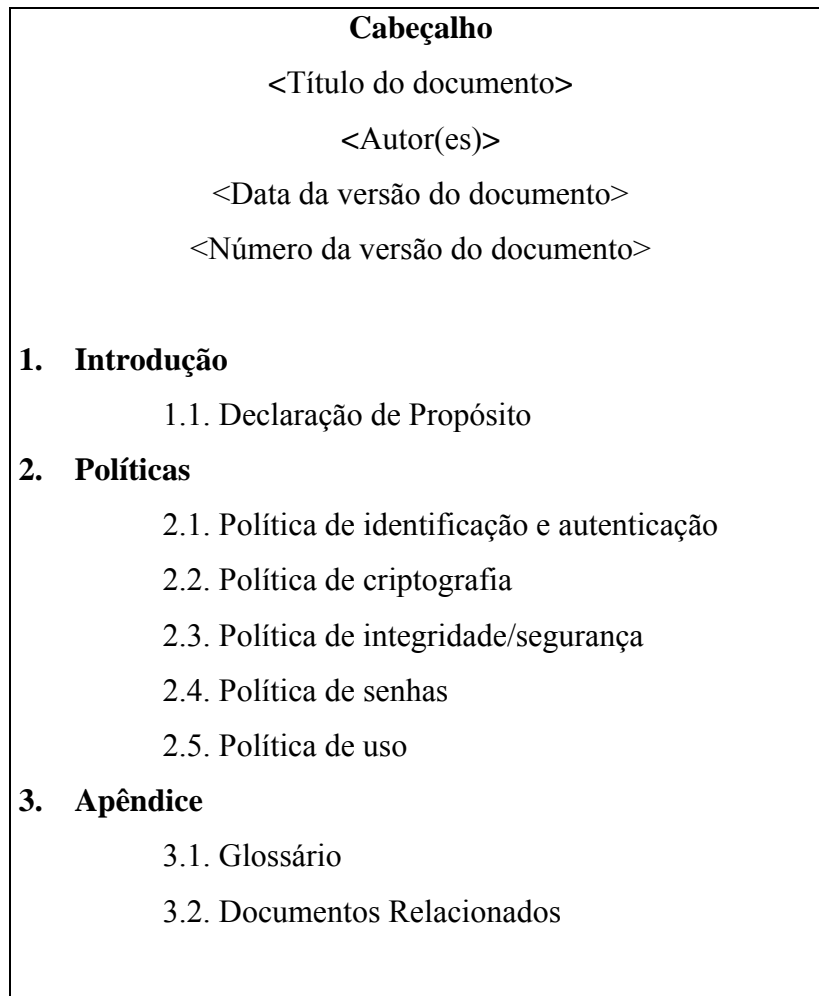 Cabeçalho
<Título do documento>
<Autor(es)>
<Data da versão do documento>
<Número da versão do documento>
1. Introdução
1.1. Declaração de Propósito
2. Políticas
2.1. Política de identificação e autenticação
2.2. Política de criptografia
2.3. Política de integridade/segurança
2.4. Política de senhas
2.5. Política de uso
3. Apêndice
3.1. Glossário
3.2. Documentos Relacionados